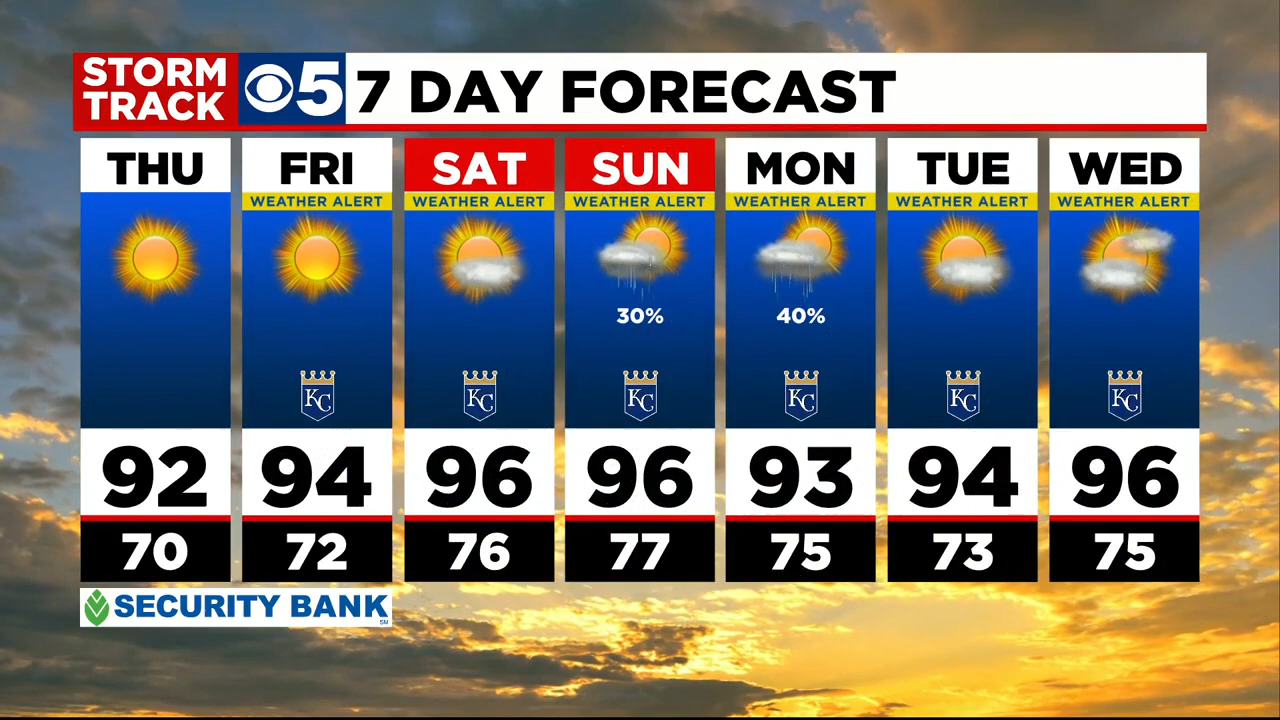 STORM
TRACK
5
7 DAY FORECAST
THU FRI SAT SUN MON TUE WED
WEATHER ALERT WEATHER ALERT WEATHER ALERT WEATHER ALERT WEATHER ALERT WEATHER ALERT
30% 40%
KC KC KC KC KC KC
92 94 96 96 93 94 96
70 72 76 77 75 73 75
SECURITY BANK SM